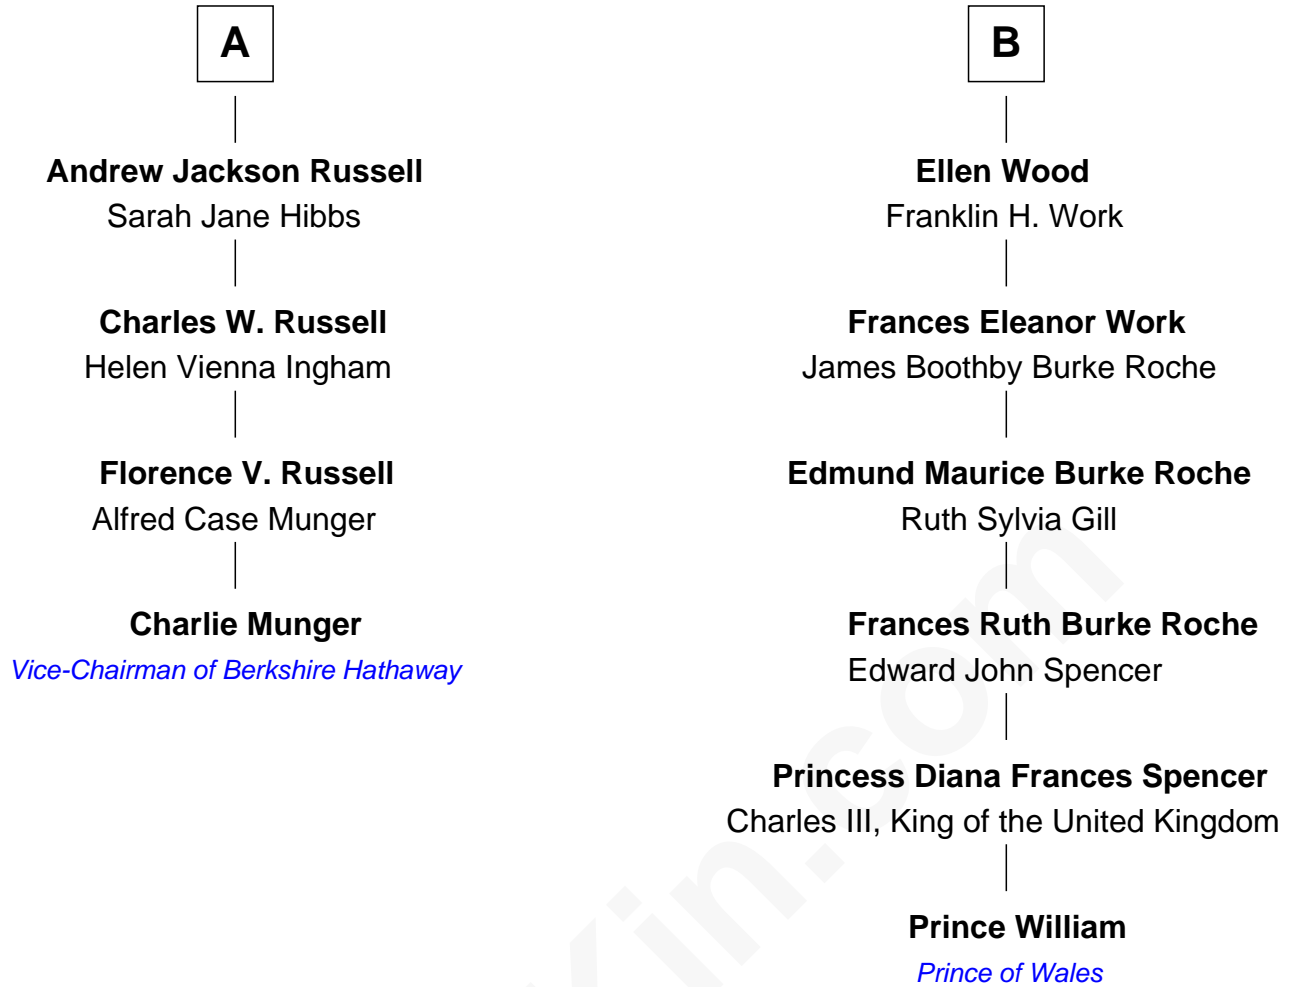 A
Andrew Jackson Russell
Sarah Jane Hibbs
Charles W. Russell
Helen Vienna Ingham
Florence V. Russell
Alfred Case Munger
Charlie Munger
Vice-Chairman of Berkshire Hathaway
B
Ellen Wood
Franklin H. Work
Frances Eleanor Work
James Boothby Burke Roche
Edmund Maurice Burke Roche
Ruth Sylvia Gill
Frances Ruth Burke Roche
Edward John Spencer
Princess Diana Frances Spencer
Charles III, King of the United Kingdom
Prince William
Prince of Wales
Kin.com